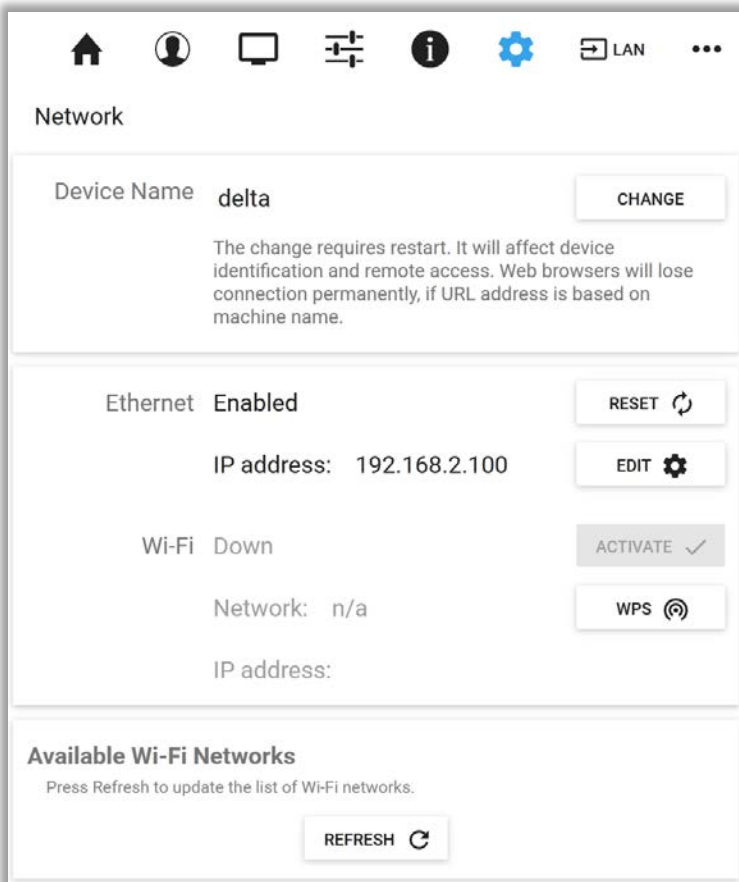 LAN
Network
Device Name delta CHANGE
The change requires restart. It will affect device
identification and remote access. Web browsers will lose
connection permanently, if URL address is based on
machine name.
Ethernet Enabled RESET
IP address: 192.168.2.100 EDIT
Wi-Fi Down ACTIVATE
Network: n/a WPS
IP address:
Available Wi-Fi Networks
Press Refresh to update the list of Wi-Fi networks.
REFRESH